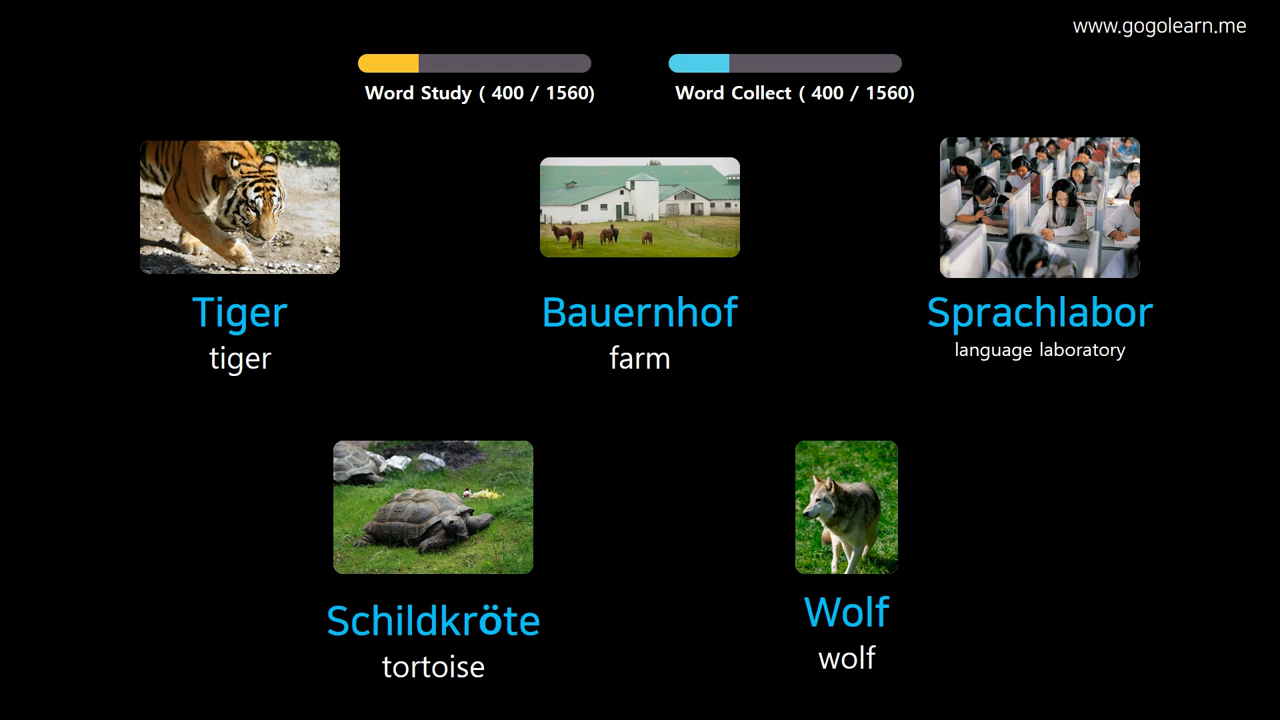 www.gogolearn.me
Word Study ( 400 / 1560)
Word Collect ( 400 / 1560)
Tiger
tiger
Bauernhof
farm
Sprachlabor
language laboratory
Schildkröte
tortoise
Wolf
wolf